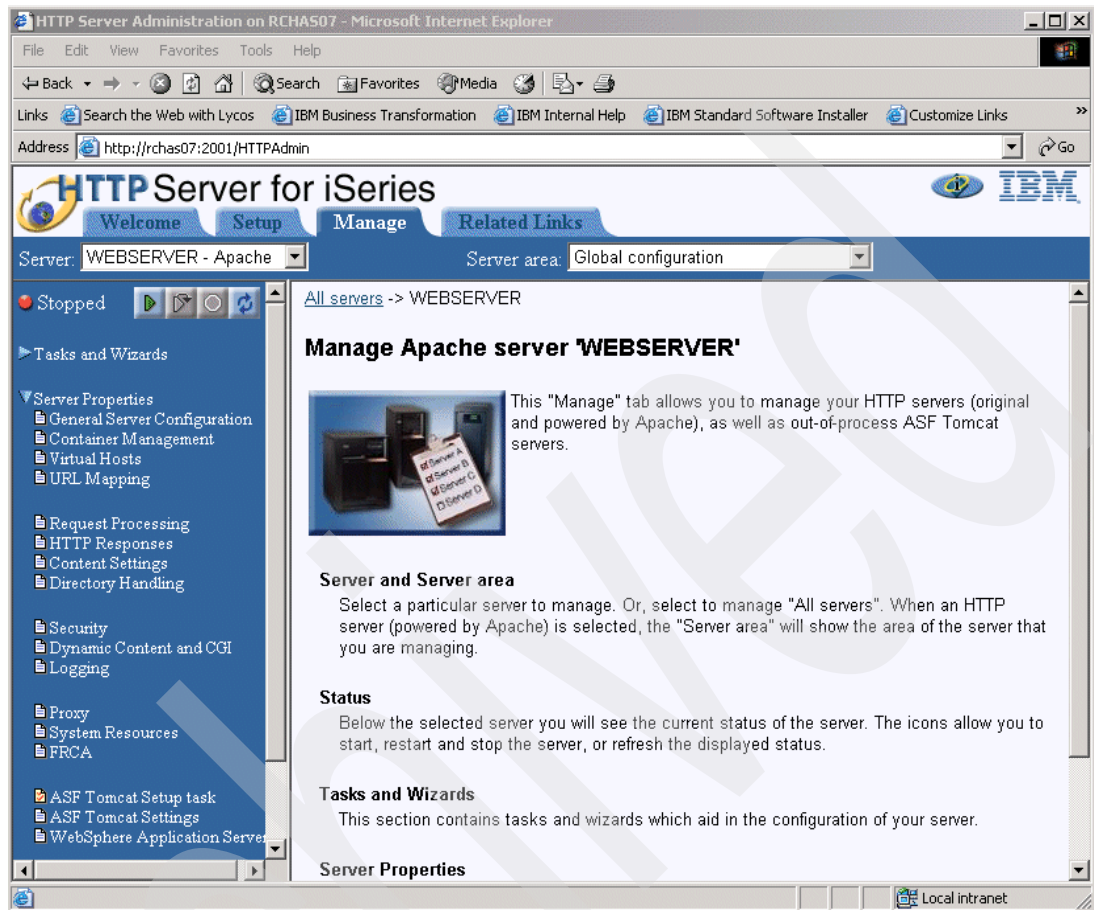 HTTP Server Administration on RCHAS07 - Microsoft Internet Explorer
File Edit View Favorites Tools Help
Back Search Favorites Media
Links Search the Web with Lycos IBM Business Transformation IBM Internal Help IBM Standard Software Installer Customize Links »
Address http://rchas07:2001/HTTPAdmin Go
HTTP Server for iSeries IBM
Welcome Setup Manage Related Links
Server: WEBSERVER - Apache Server area: Global configuration
Stopped
Tasks and Wizards
Server Properties
General Server Configuration
Container Management
Virtual Hosts
URL Mapping
Request Processing
HTTP Responses
Content Settings
Directory Handling
Security
Dynamic Content and CGI
Logging
Proxy
System Resources
FRCA
ASF Tomcat Setup task
ASF Tomcat Settings
WebSphere Application Server
All servers -> WEBSERVER
Manage Apache server 'WEBSERVER'
Server A
Server B
Server C
Server D
This "Manage" tab allows you to manage your HTTP servers (original
and powered by Apache), as well as out-of-process ASF Tomcat
servers.
Server and Server area
Select a particular server to manage. Or, select to manage "All servers". When an HTTP
server (powered by Apache) is selected, the "Server area" will show the area of the server that
you are managing.
Status
Below the selected server you will see the current status of the server. The icons allow you to
start, restart and stop the server, or refresh the displayed status.
Tasks and Wizards
This section contains tasks and wizards which aid in the configuration of your server.
Server Properties
Local intranet